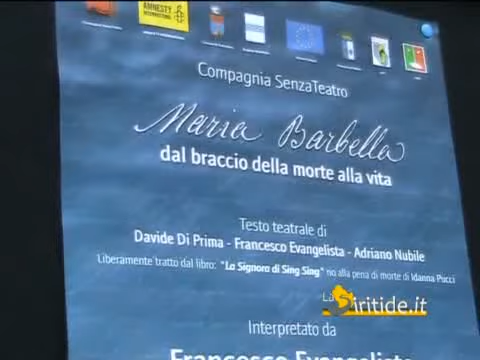 AMNESTY
INTERNATIONAL
Compagnia SenzaTeatro
Maria Barbella
dal braccio della morte alla vita
Testo teatrale di
Davide Di Prima - Francesco Evangelista - Adriano Nubile
Liberamente tratto dal libro: "La Signora di Sing Sing" no alla pena di morte di Idanna Pucci
Siritide.it
Interpretato da
Francesco Evangelista